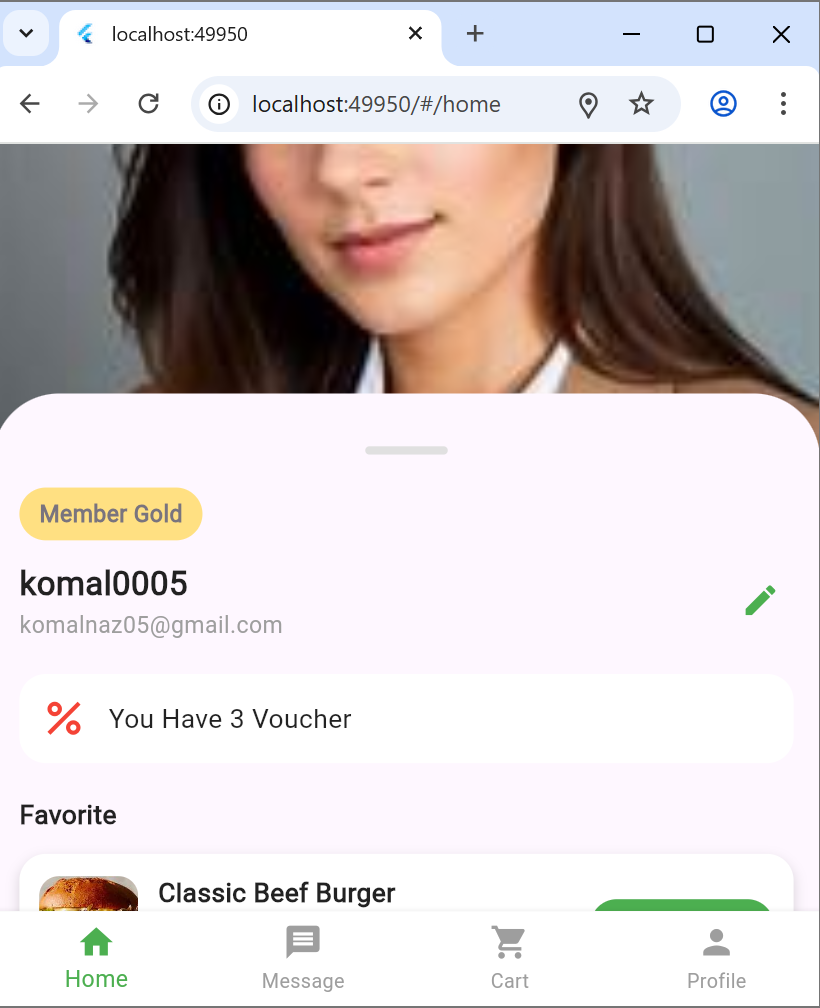 localhost:49950
localhost:49950/#/home
Member Gold
komal0005
komalnaz05@gmail.com
You Have 3 Voucher
Favorite
Classic Beef Burger
Home
Message
Cart
Profile